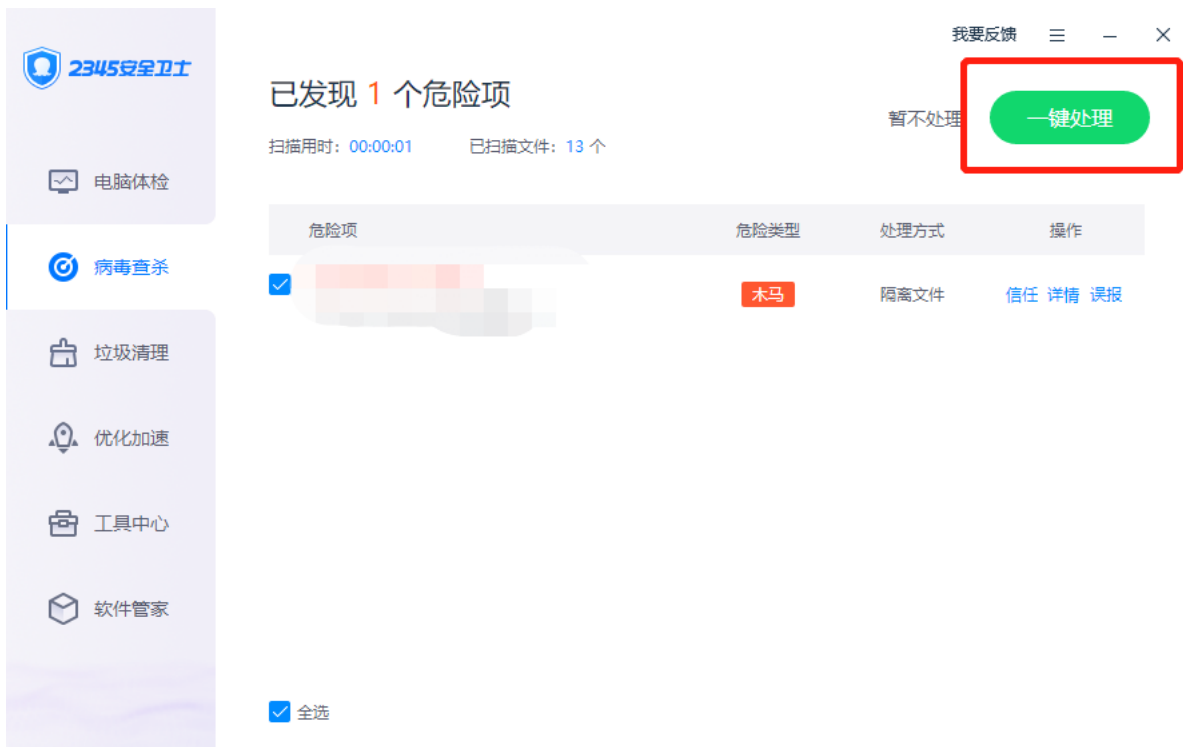 我要反馈
2345安全卫士
已发现 1 个危险项
暂不处理
一键处理
扫描用时：00:00:01 已扫描文件：13 个
电脑体检
病毒查杀
垃圾清理
优化加速
工具中心
软件管家
危险项 危险类型 处理方式 操作
木马 隔离文件 信任 详情 误报
全选